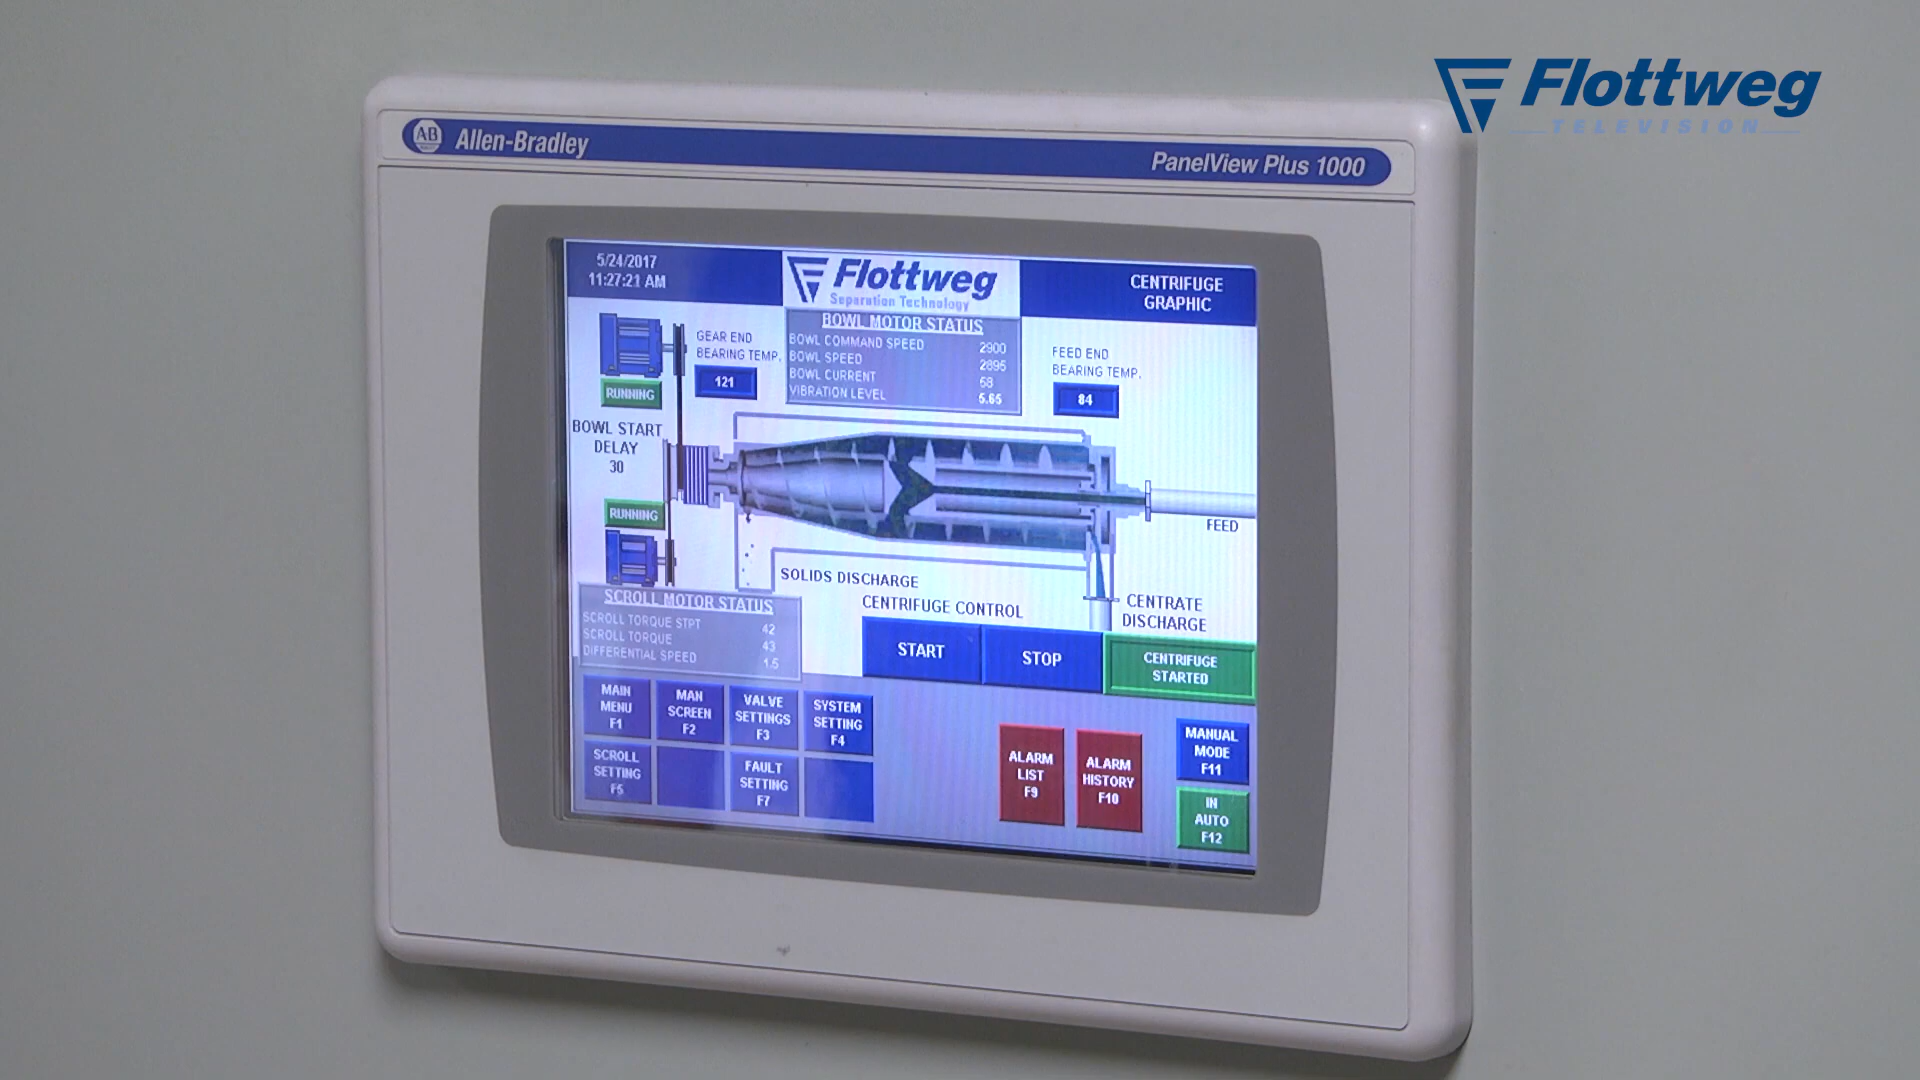 Flottweg
TELEVISION
AB Allen-Bradley
PanelView Plus 1000
5/24/2017
11:27:21 AM
Flottweg
Separation Technology
CENTRIFUGE
GRAPHIC
BOWL MOTOR STATUS
BOWL COMMAND SPEED 2900
BOWL SPEED 2895
BOWL CURRENT 58
VIBRATION LEVEL 5.65
GEAR END
BEARING TEMP.
121
FEED END
BEARING TEMP.
84
RUNNING
BOWL START
DELAY
30
RUNNING
FEED
SOLIDS DISCHARGE
CENTRIFUGE CONTROL
CENTRATE
DISCHARGE
SCROLL MOTOR STATUS
SCROLL TORQUE STPT 42
SCROLL TORQUE 43
DIFFERENTIAL SPEED 1.5
START
STOP
CENTRIFUGE
STARTED
MAIN
MENU
F1
MAN
SCREEN
F2
VALVE
SETTINGS
F3
SYSTEM
SETTING
F4
SCROLL
SETTING
F5
FAULT
SETTING
F7
ALARM
LIST
F9
ALARM
HISTORY
F10
MANUAL
MODE
F11
IN
AUTO
F12